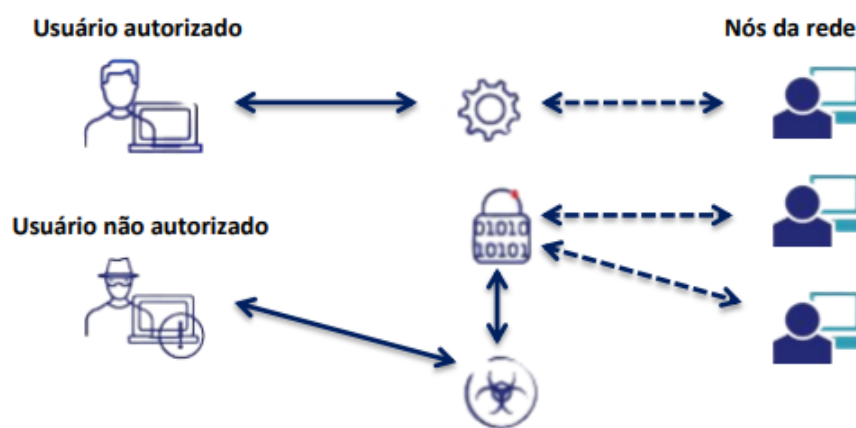 Usuário autorizado
Nós da rede
Usuário não autorizado
01010
10101